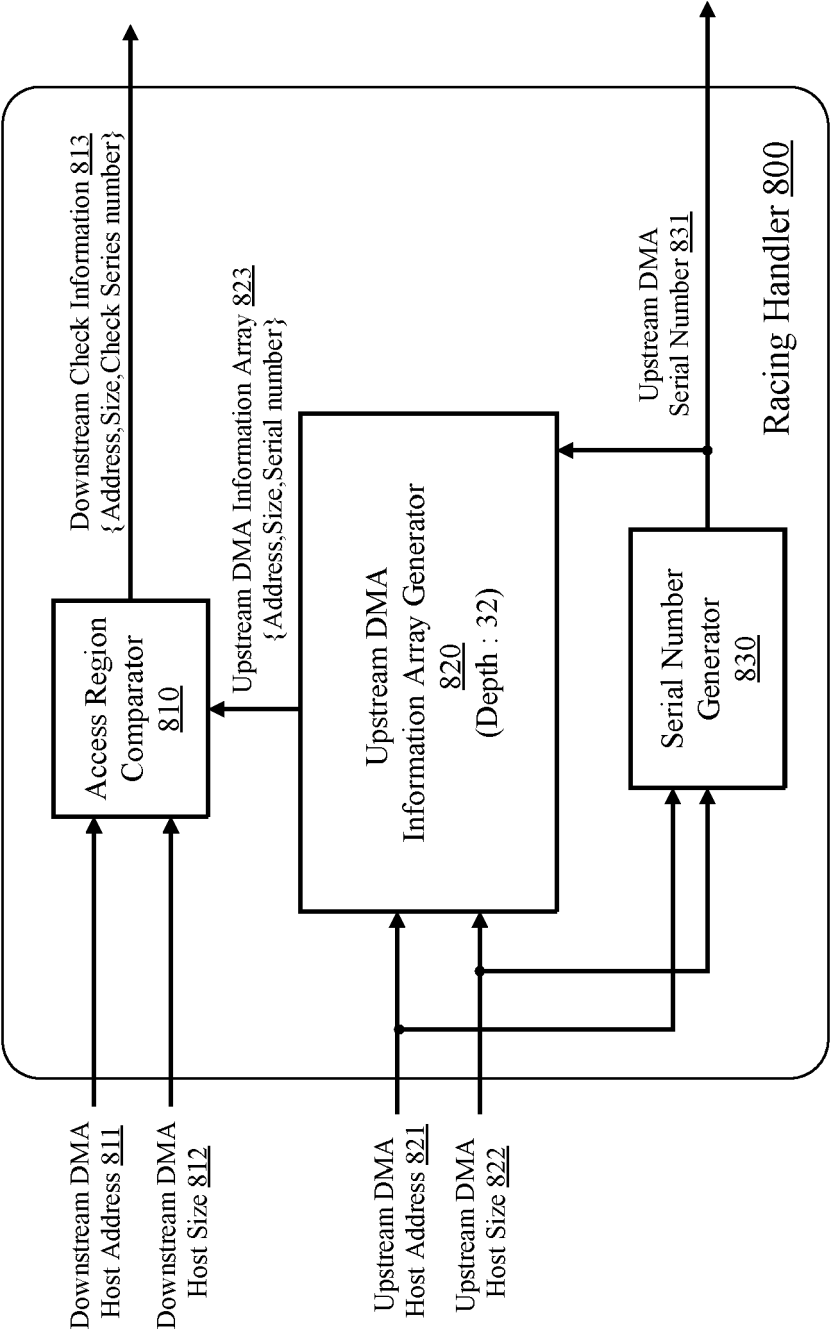 Downstream DMA
Host Address 811
Downstream DMA
Host Size 812
Access Region
Comparator
810
Downstream Check Information 813
{Address,Size,Check Series number}
Upstream DMA Information Array 823
{Address,Size,Serial number}
Upstream DMA
Host Address 821
Upstream DMA
Host Size 822
Upstream DMA
Information Array Generator
820
(Depth : 32)
Serial Number
Generator
830
Upstream DMA
Serial Number 831
Racing Handler 800